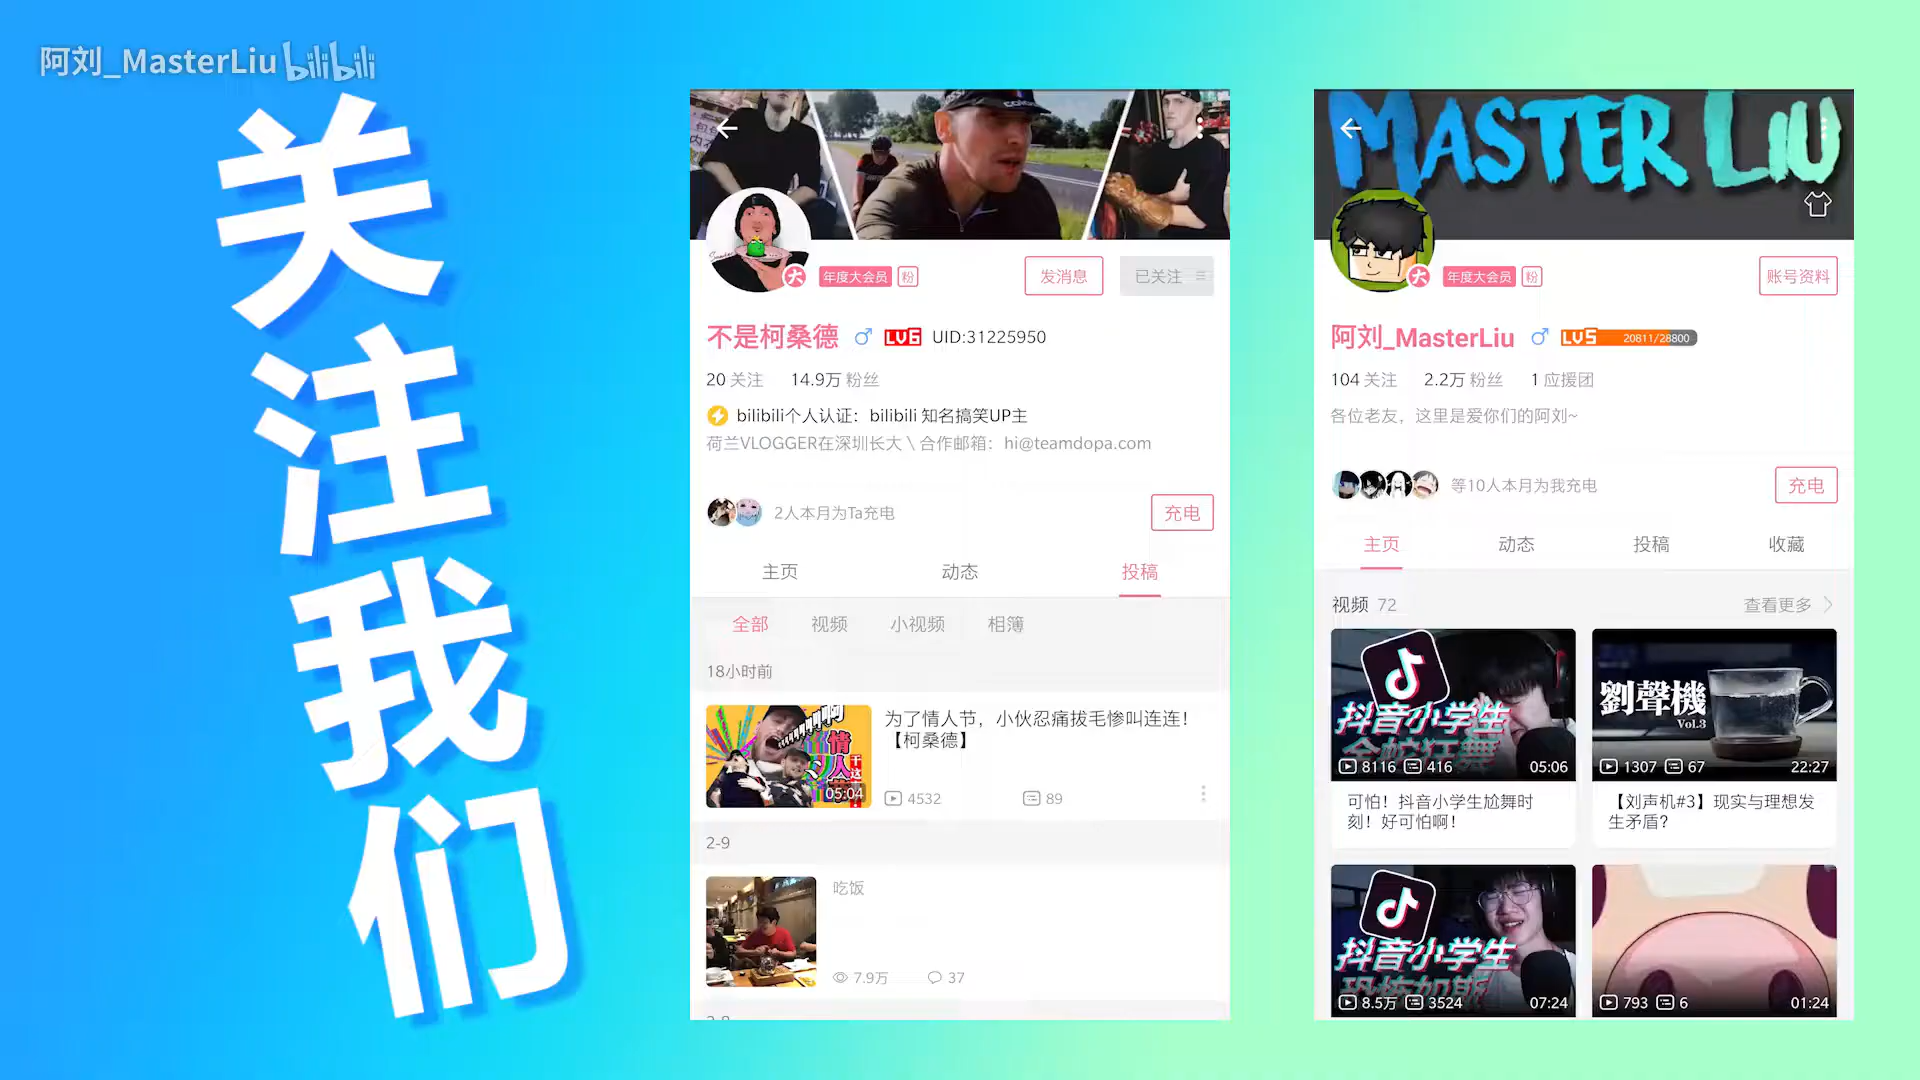 阿刘_MasterLiu bilibili
关注我们
年度大会员 粉
发消息
已关注
不是柯桑德 LV6 UID:31225950
20 关注 14.9万 粉丝
bilibili个人认证：bilibili 知名搞笑UP主
荷兰VLOGGER在深圳长大 \ 合作邮箱：hi@teamdopa.com
2人本月为Ta充电
充电
主页 动态 投稿
全部 视频 小视频 相簿
18小时前
情人
05:04
为了情人节，小伙忍痛拔毛惨叫连连！
【柯桑德】
4532 89
2-9
吃饭
7.9万 37
MASTER LIU
年度大会员 粉
账号资料
阿刘_MasterLiu LV5 20811/28800
104 关注 2.2万 粉丝 1 应援团
各位老友，这里是爱你们的阿刘~
等10人本月为我充电
充电
主页 动态 投稿 收藏
视频 72 查看更多
抖音小学生
8116 416 05:06
可怕！抖音小学生尬舞时
刻！好可怕啊！
劉聲機
Vol.3
1307 67 22:27
【刘声机#3】现实与理想发
生矛盾？
抖音小学生
8.5万 3524 07:24
793 6 01:24